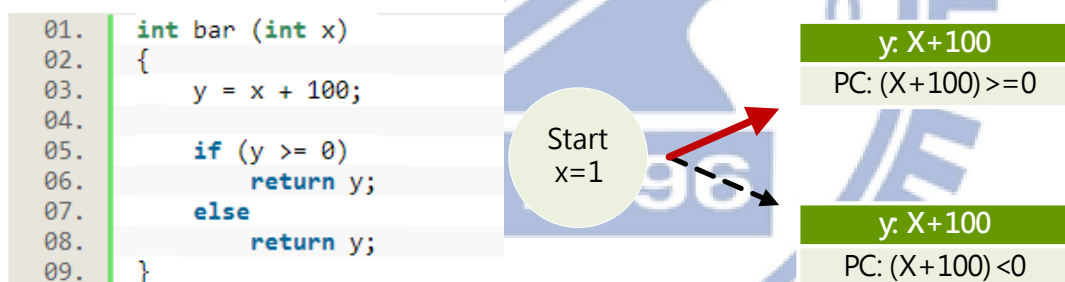 01. int bar (int x)
02. {
03. y = x + 100;
04.
05. if (y >= 0)
06. return y;
07. else
08. return y;
09. }
Start
x=1
y: X+100
PC: (X+100)>=0
y: X+100
PC: (X+100)<0
96